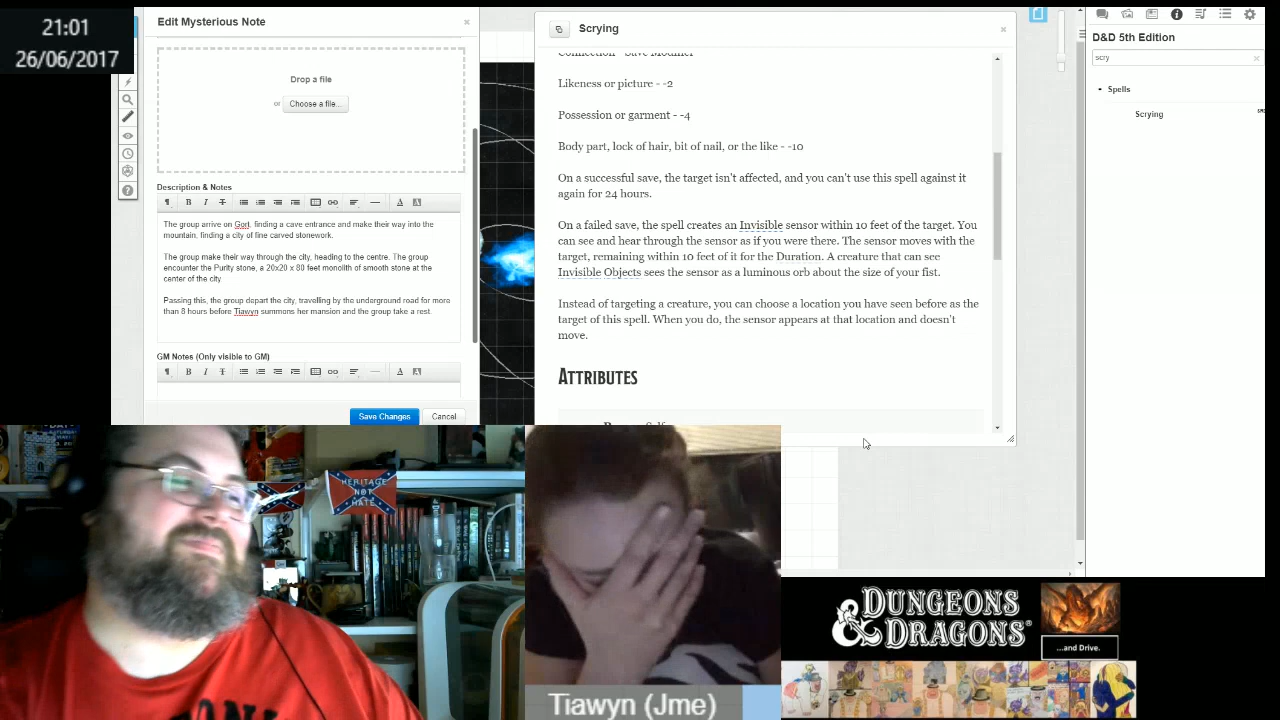 21:01
26/06/2017
Edit Mysterious Note
Drop a file
or Choose a file...
Description & Notes
The group arrive on Gort, finding a cave entrance and make their way into the
mountain, finding a city of fine carved stonework.
The group make their way through the city, heading to the centre. The group
encounter the Purity stone, a 20x20 x 80 feet monolith of smooth stone at the
center of the city
Passing this, the group depart the city, travelling by the underground road for more
than 8 hours before Tiawyn summons her mansion and the group take a rest.
GM Notes (Only visible to GM)
Save Changes
Cancel
Scrying
Connection - Save Modifier
Likeness or picture - -2
Possession or garment - -4
Body part, lock of hair, bit of nail, or the like - -10
On a successful save, the target isn't affected, and you can't use this spell against it
again for 24 hours.
On a failed save, the spell creates an Invisible sensor within 10 feet of the target. You
can see and hear through the sensor as if you were there. The sensor moves with the
target, remaining within 10 feet of it for the Duration. A creature that can see
Invisible Objects sees the sensor as a luminous orb about the size of your fist.
Instead of targeting a creature, you can choose a location you have seen before as the
target of this spell. When you do, the sensor appears at that location and doesn't
move.
ATTRIBUTES
D&D 5th Edition
scry
Spells
Scrying
HERITAGE
NOT
HATE
Tiawyn (Jme)
DUNGEONS
& DRAGONS®
...and Drive.